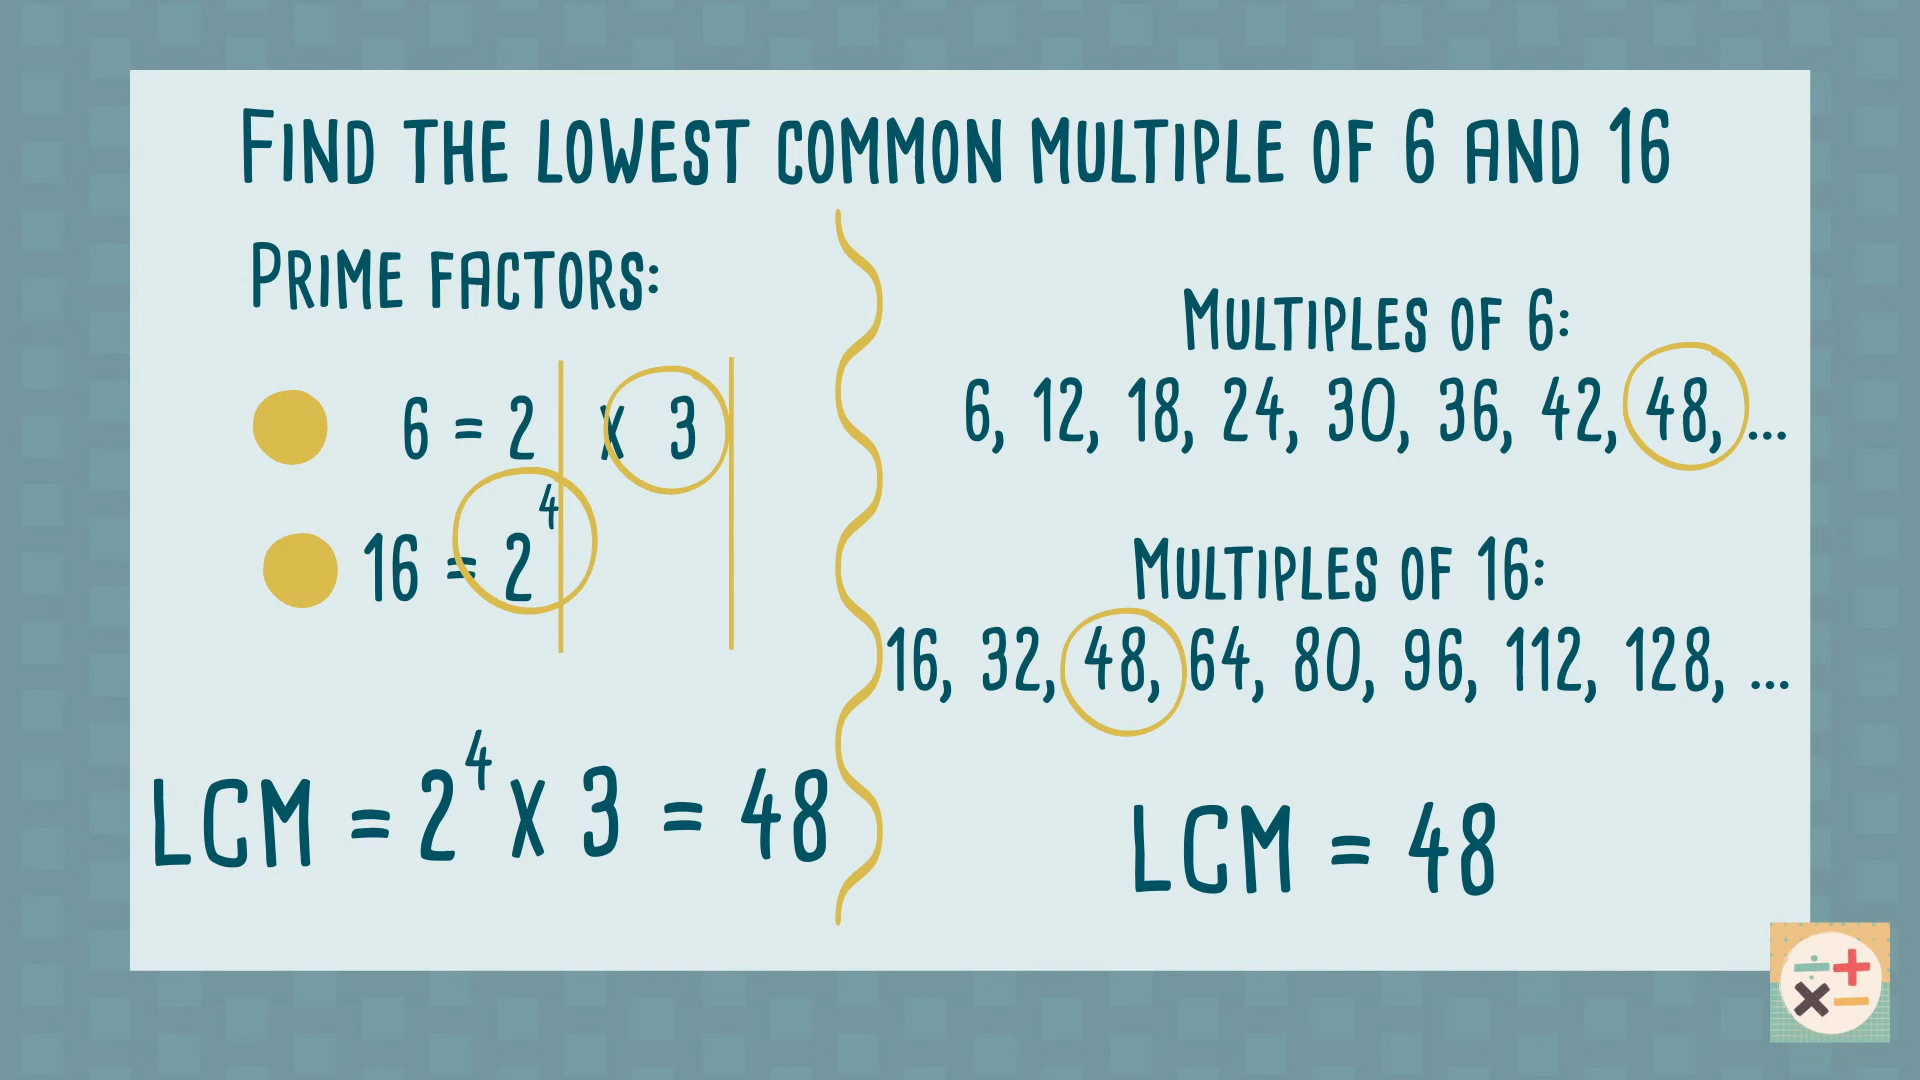 Find the lowest common multiple of 6 and 16
Prime factors:
6 = 2 x 3
16 = 2⁴
LCM = 2⁴ x 3 = 48
Multiples of 6:
6, 12, 18, 24, 30, 36, 42, 48, ...
Multiples of 16:
16, 32, 48, 64, 80, 96, 112, 128, ...
LCM = 48